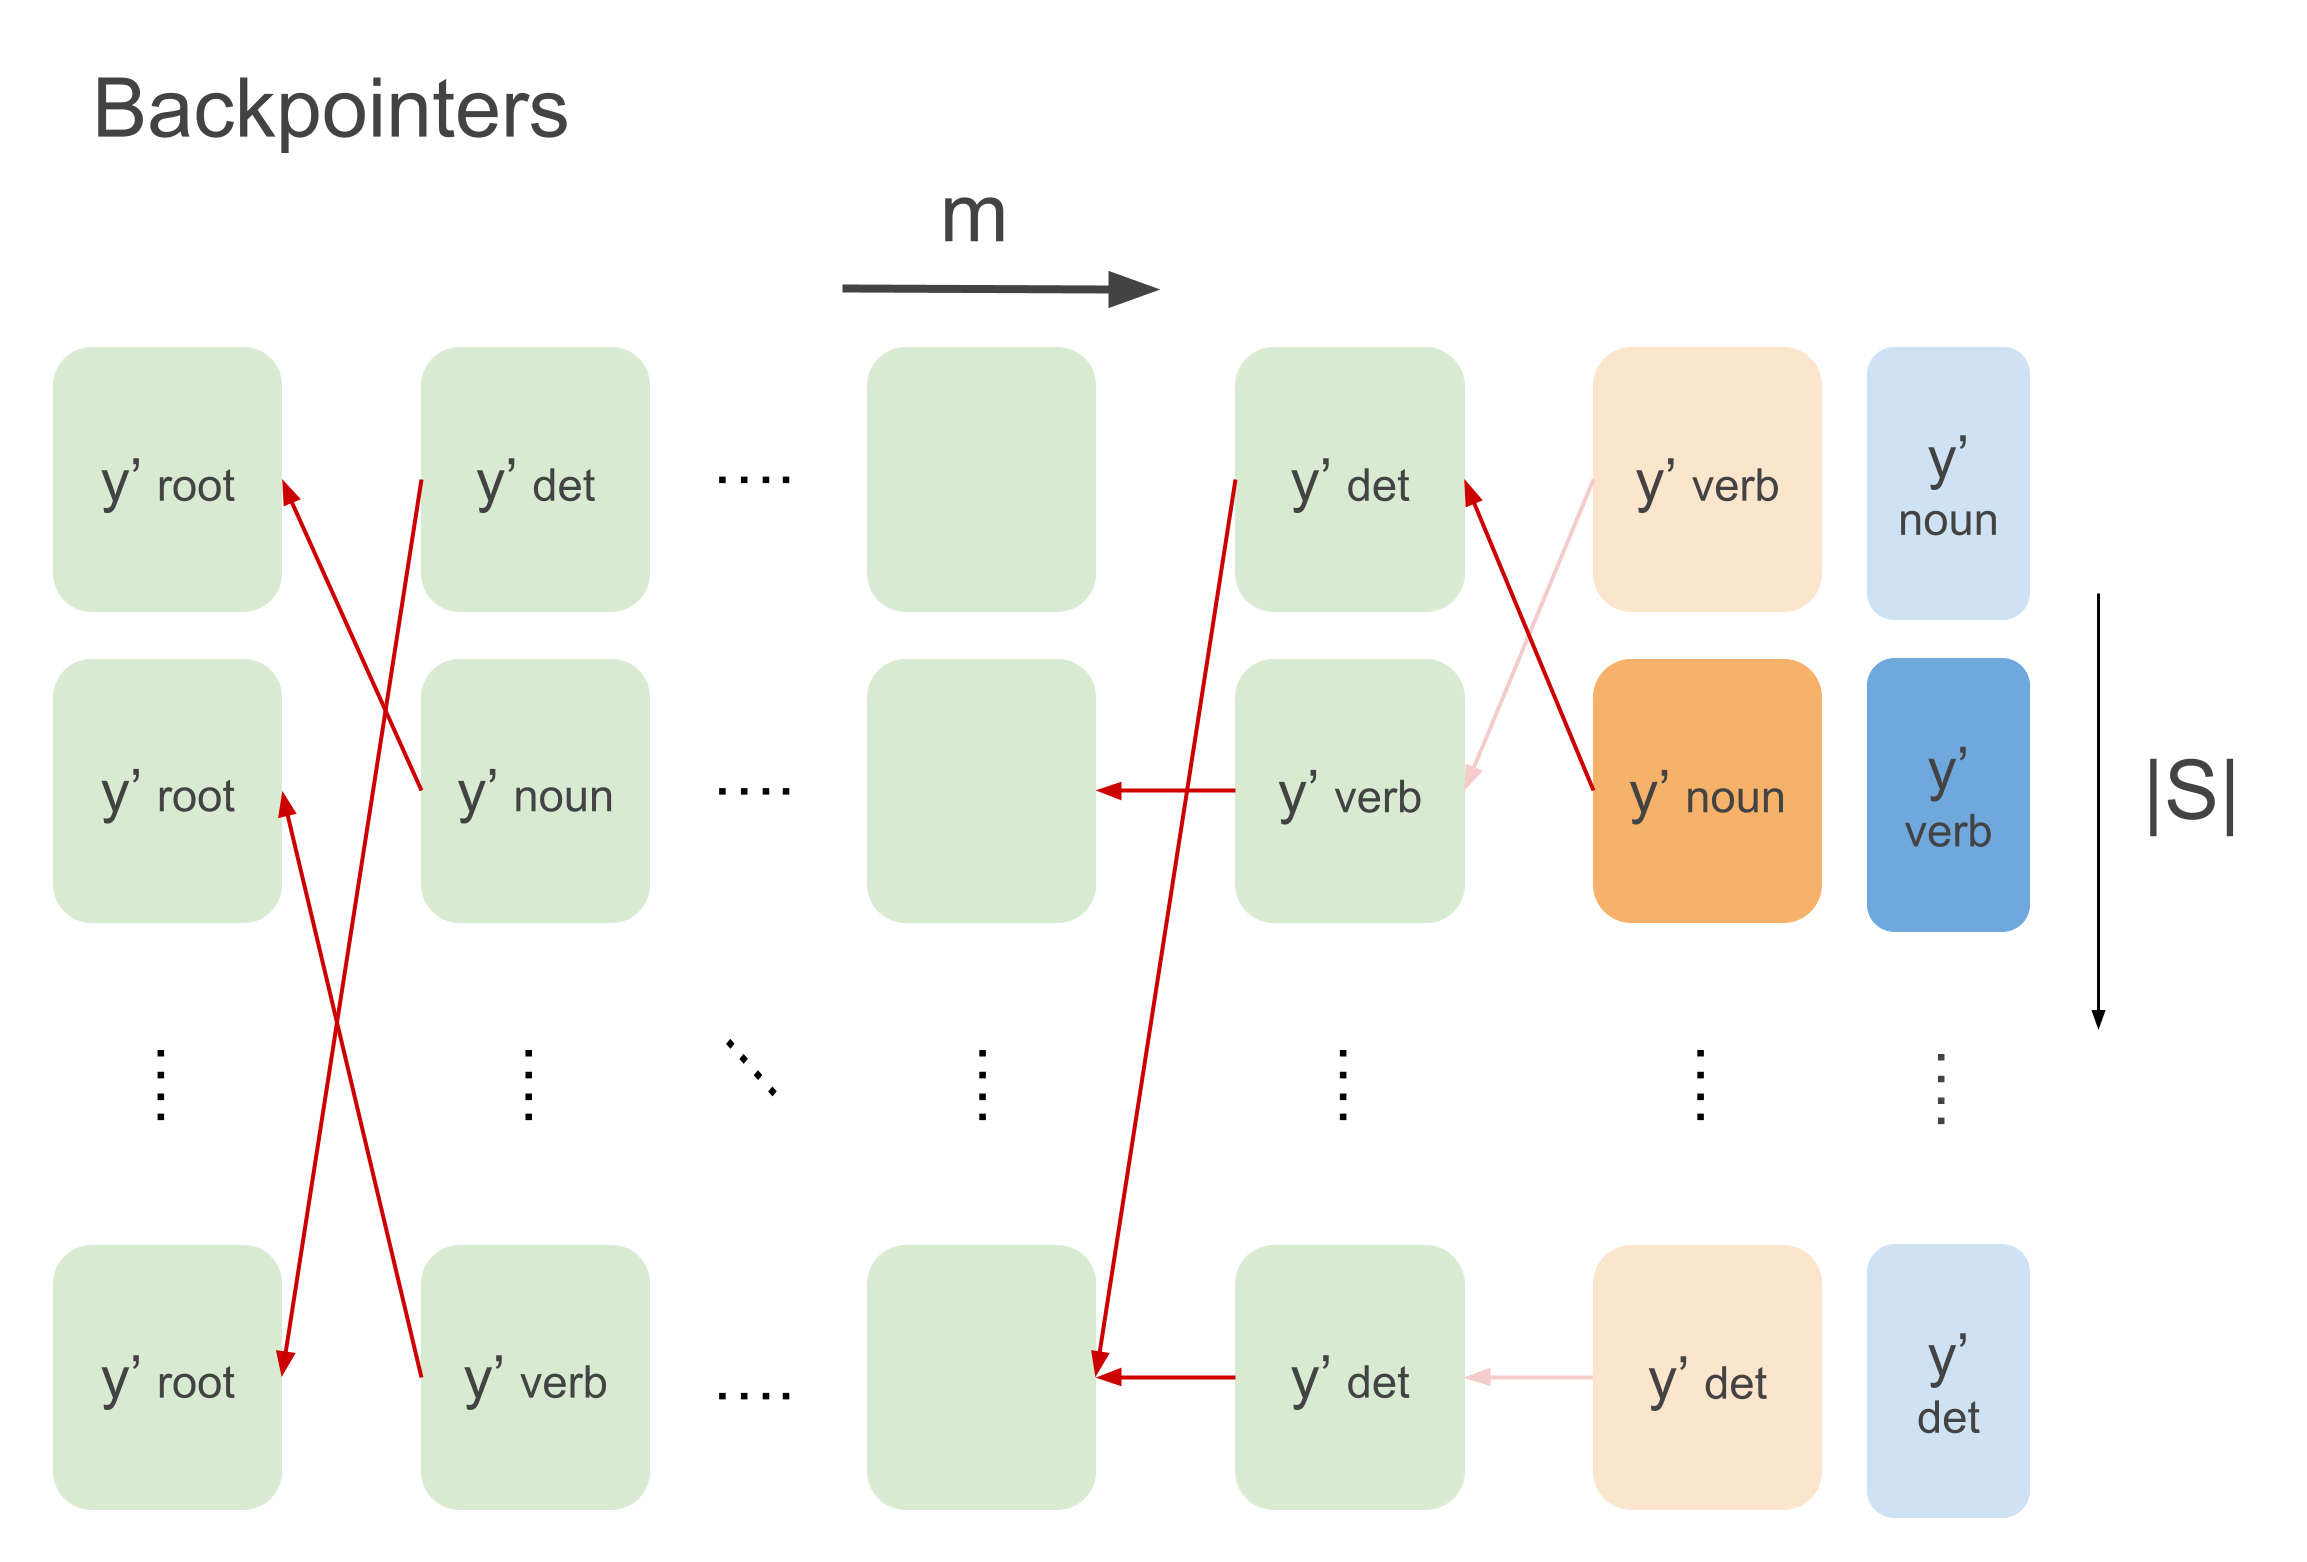 Backpointers
m
y’ root
y’ det
y’ det
y’ verb
y’
noun
y’ root
y’ noun
y’ verb
y’ noun
y’
verb
|S|
y’ root
y’ verb
y’ det
y’ det
y’
det